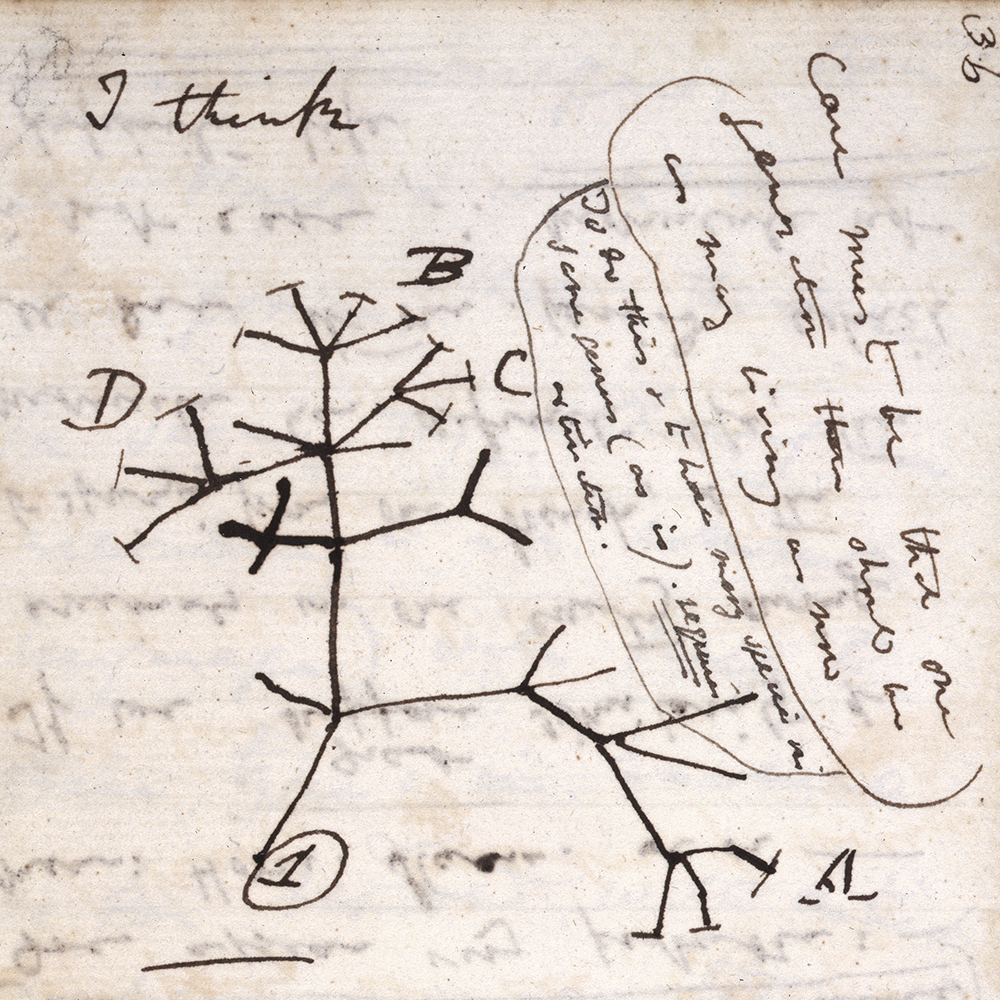 36
I think
Case must be that one
generation then should be
as many living as now
To do this & to have many species in
same genus (as is). requires
extinction.
B
D
C
1
A